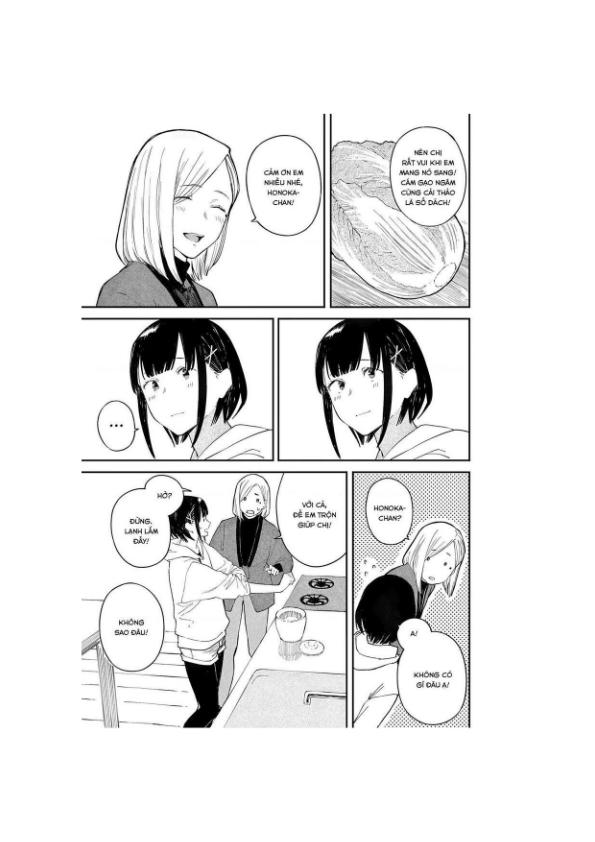 NÊN CHỊ
RẤT VUI KHI EM
MANG NÓ SANG!
CÁM GẠO NGÂM
CÙNG CẢI THẢO
LÀ SỐ DÁCH!
CẢM ƠN EM
NHIỀU NHÉ,
HONOKA-
CHAN!
...
HONOKA-
CHAN?
A!
KHÔNG CÓ
GÌ ĐÂU Ạ!
VỚI CẢ,
ĐỂ EM TRỘN
GIÚP CHỊ!
HỞ?
ĐỪNG.
LẠNH LẮM
ĐẤY!
KHÔNG
SAO ĐÂU!